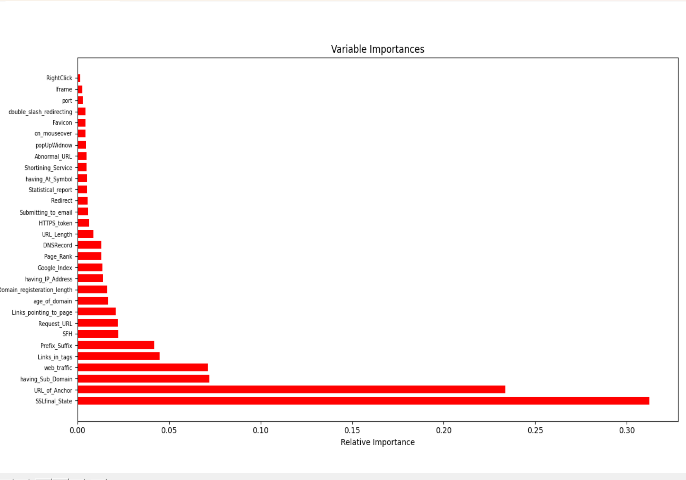 Variable Importances
RightClick
Iframe
port
double_slash_redirecting
Favicon
on_mouseover
popUpWidnow
Abnormal_URL
Shortining_Service
having_At_Symbol
Statistical_report
Redirect
Submitting_to_email
HTTPS_token
URL_Length
DNSRecord
Page_Rank
Google_Index
having_IP_Address
omain_registeration_length
age_of_domain
Links_pointing_to_page
Request_URL
SFH
Prefix_Suffix
Links_in_tags
web_traffic
having_Sub_Domain
URL_of_Anchor
SSLfinal_State
0.00 0.05 0.10 0.15 0.20 0.25 0.30
Relative Importance